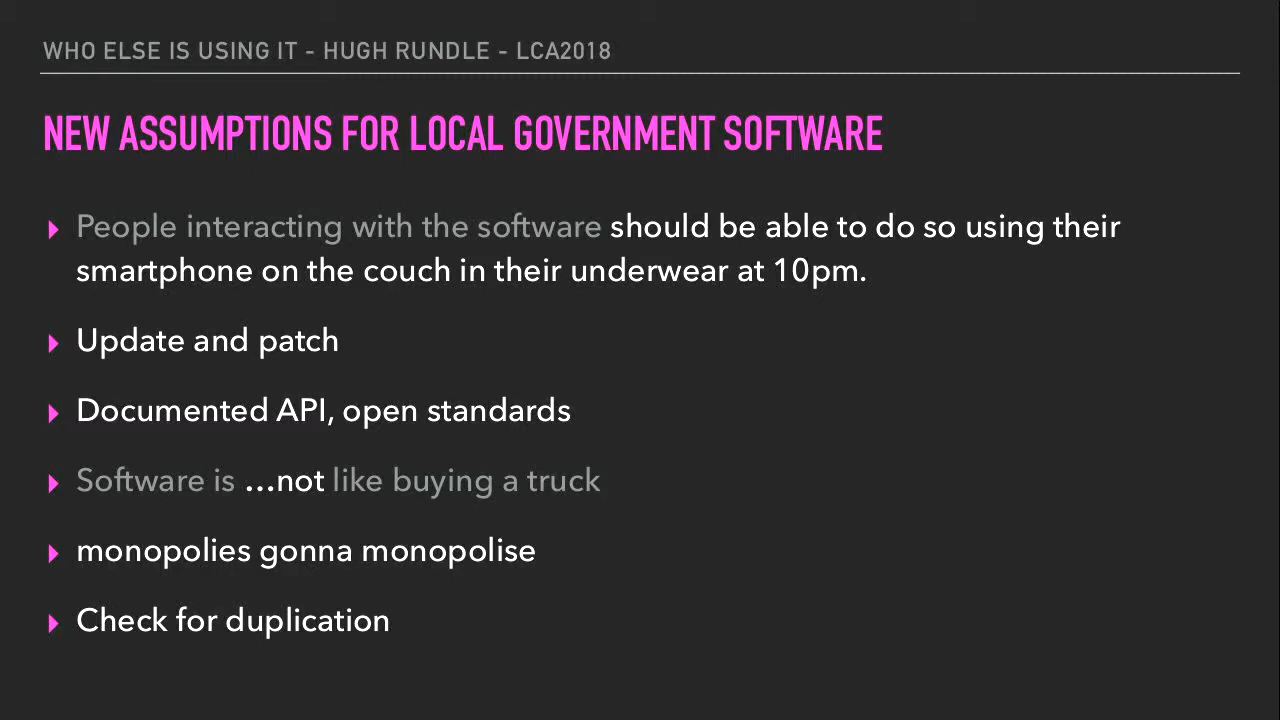 WHO ELSE IS USING IT - HUGH RUNDLE - LCA2018
NEW ASSUMPTIONS FOR LOCAL GOVERNMENT SOFTWARE
People interacting with the software should be able to do so using their
smartphone on the couch in their underwear at 10pm.
Update and patch
Documented API, open standards
Software is …not like buying a truck
monopolies gonna monopolise
Check for duplication